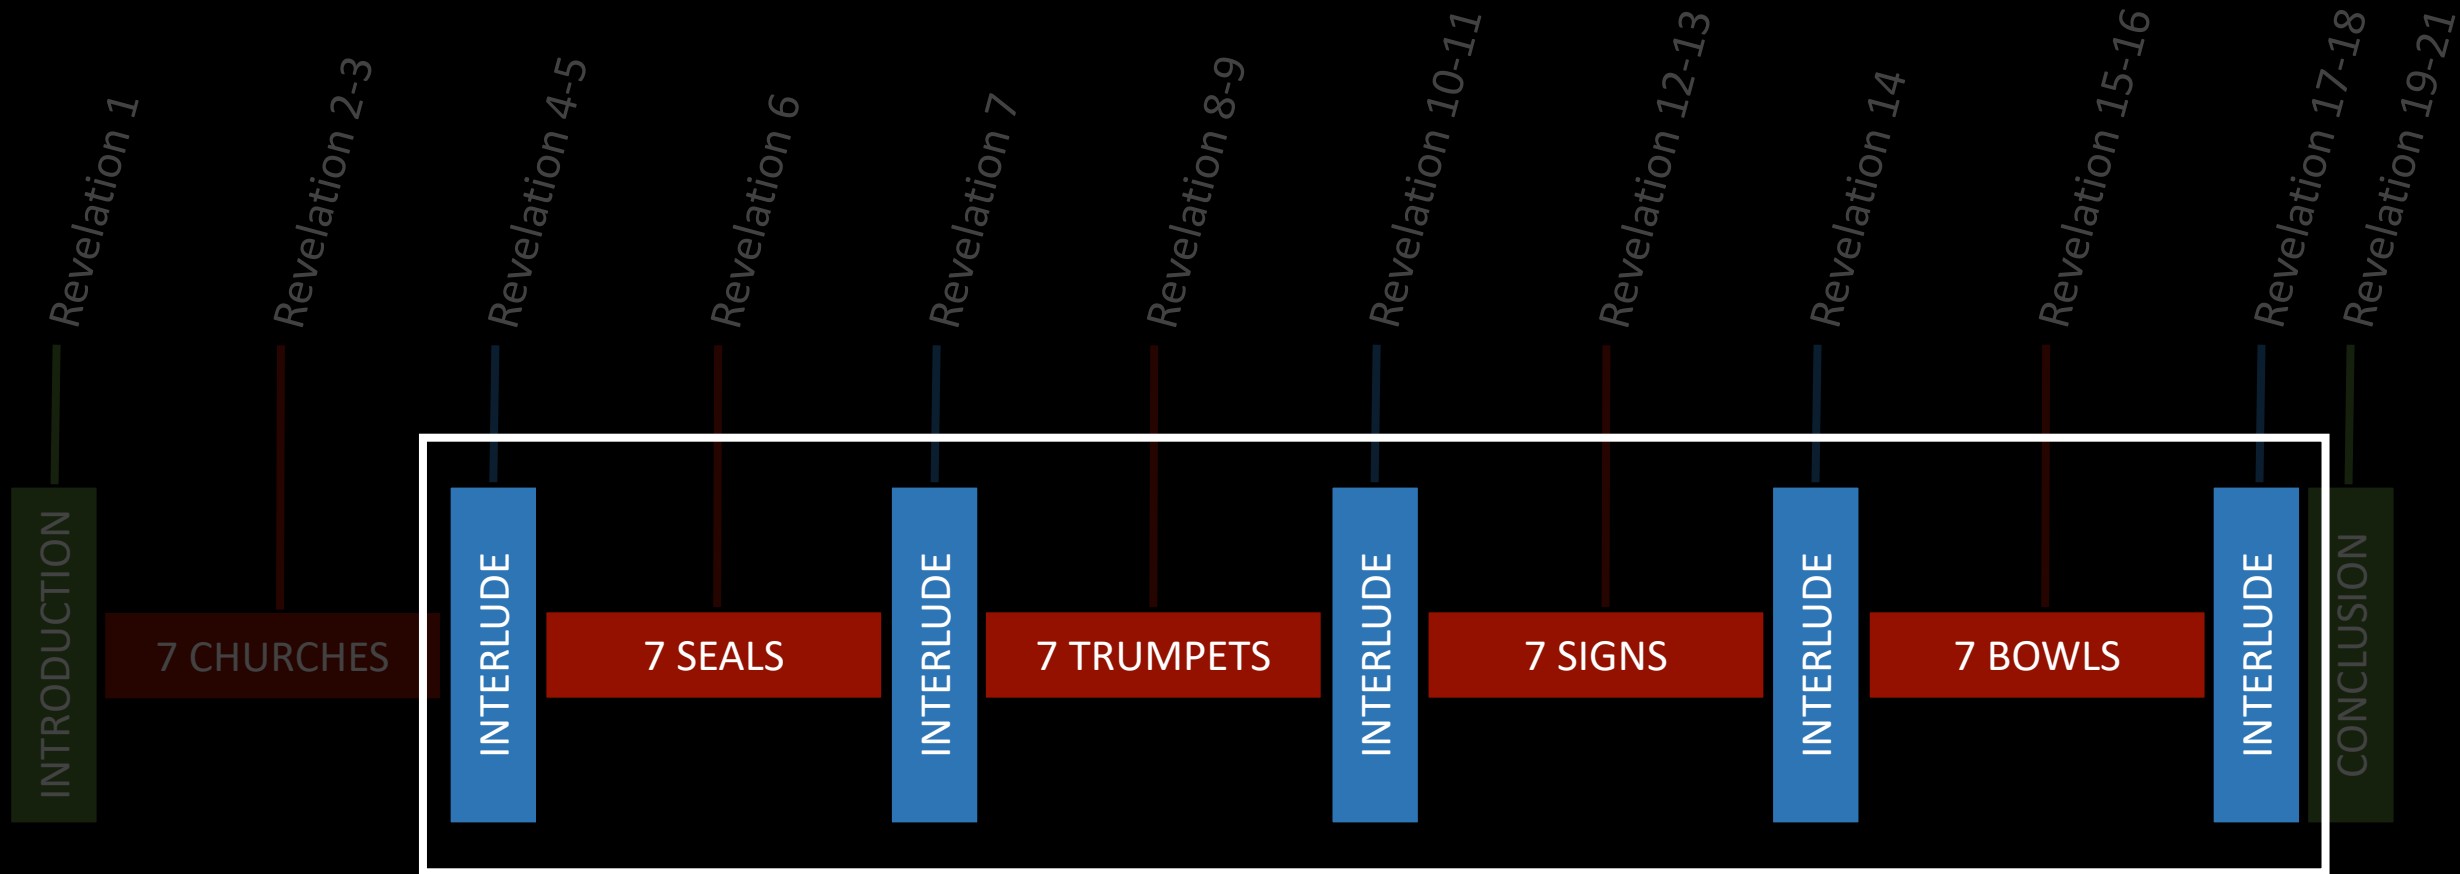 Revelation 1
Revelation 2-3
Revelation 4-5
Revelation 6
Revelation 7
Revelation 8-9
Revelation 10-11
Revelation 12-13
Revelation 14
Revelation 15-16
Revelation 17-18
Revelation 19-21
INTRODUCTION
7 CHURCHES
INTERLUDE
7 SEALS
INTERLUDE
7 TRUMPETS
INTERLUDE
7 SIGNS
INTERLUDE
7 BOWLS
INTERLUDE
CONCLUSION